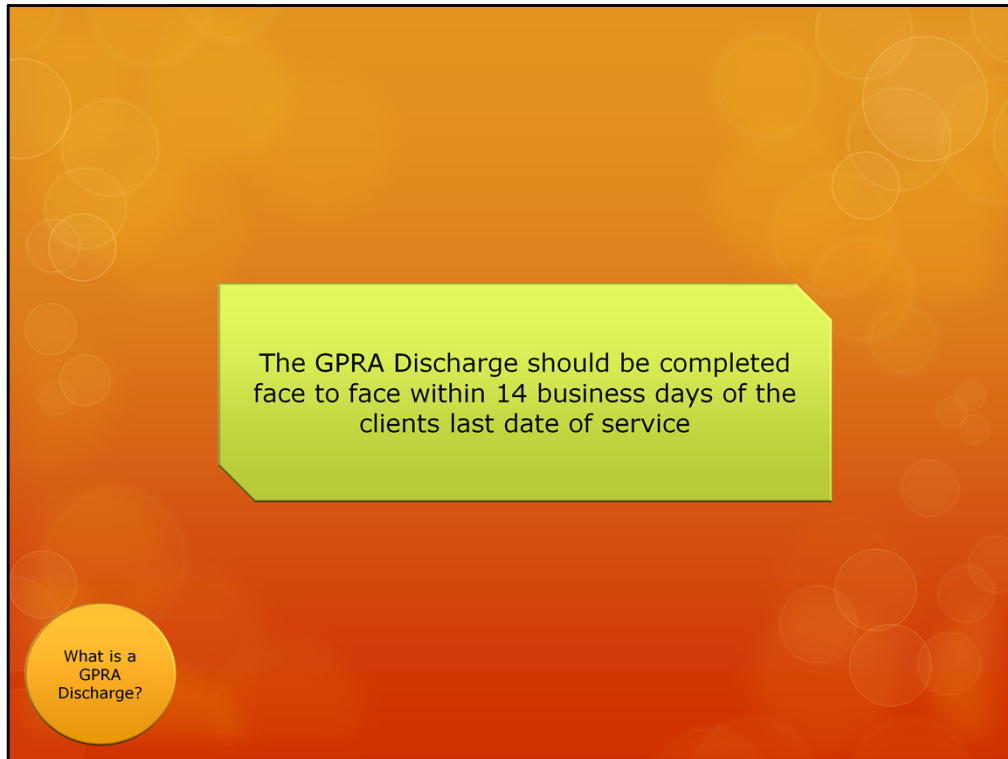 The GPRA Discharge should be completed
face to face within 14 business days of the
clients last date of service
What is a
GPRA
Discharge?